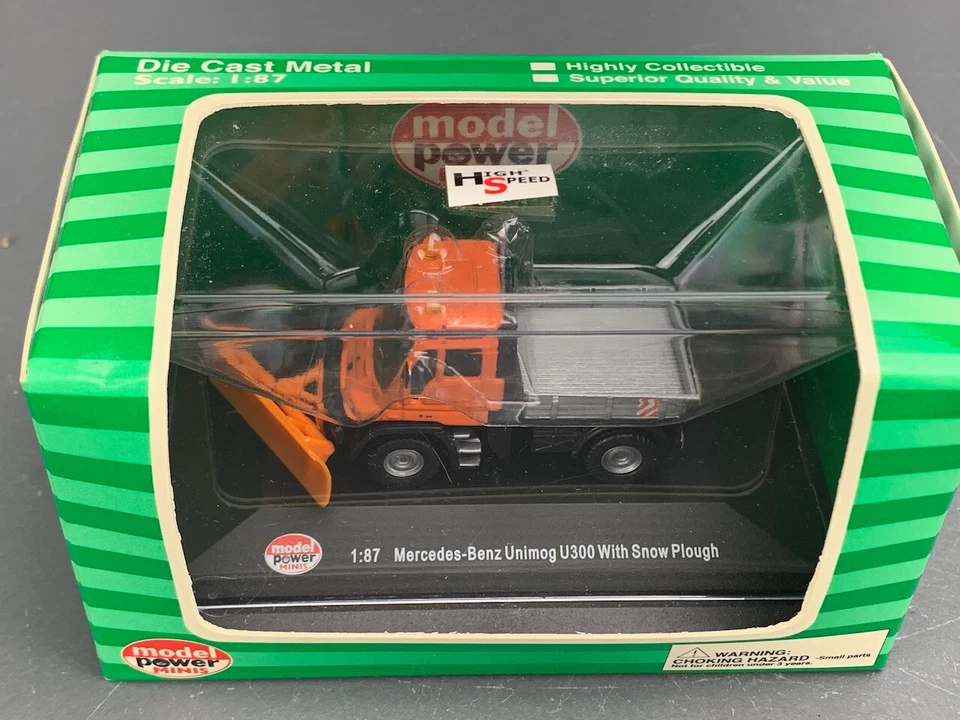 Die Cast Metal
Scale: 1:87
Highly Collectible
Superior Quality & Value
model
power
HIGH
SPEED
model
power
MINIS
1:87 Mercedes-Benz Unimog U300 With Snow Plough
model
power
MINIS
WARNING:
CHOKING HAZARD -Small parts
Not for children under 3 years.